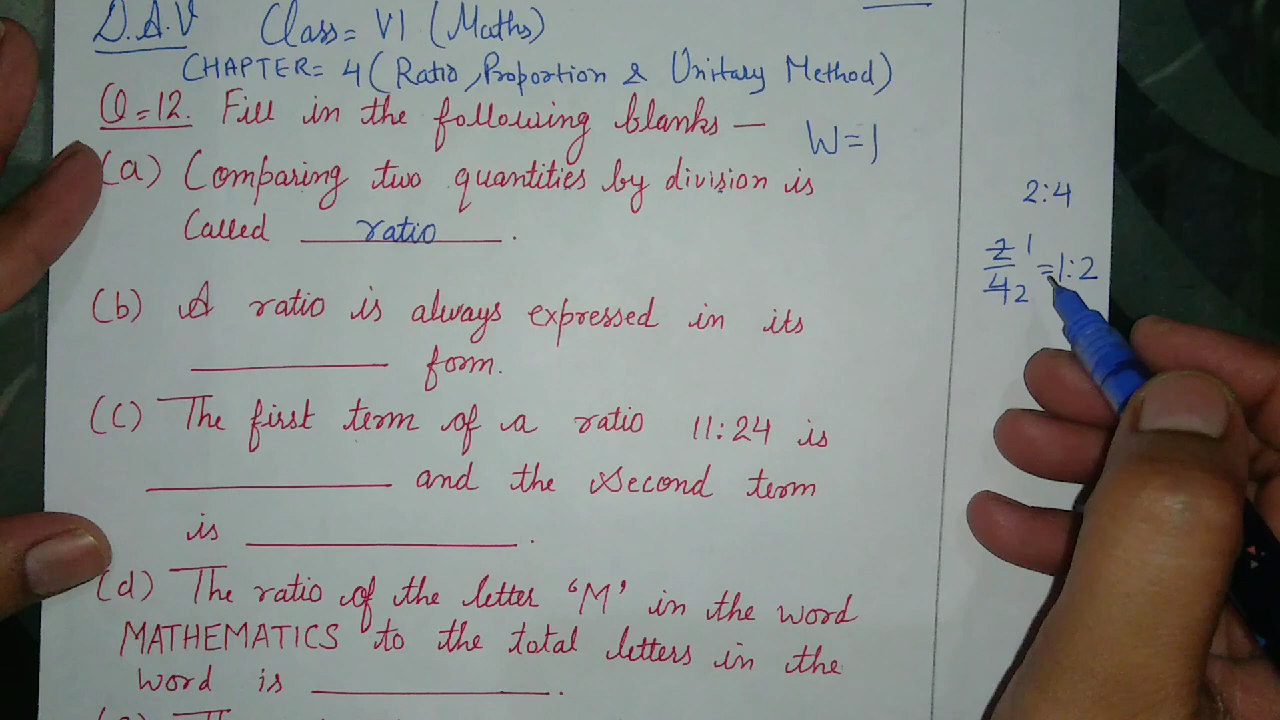 D.A.V Class = VI (Maths)
CHAPTER = 4 (Ratio, Proportion & Unitary Method)
Q=12. Fill in the following blanks —
W=1
(a) Comparing two quantities by division is
Called ratio.
(b) A ratio is always expressed in its
form.
(c) The first term of a ratio 11:24 is
and the second term
is .
(d) The ratio of the letter 'M' in the word
MATHEMATICS to the total letters in the
word is .
2:4
2/4 1/2 = 1:2